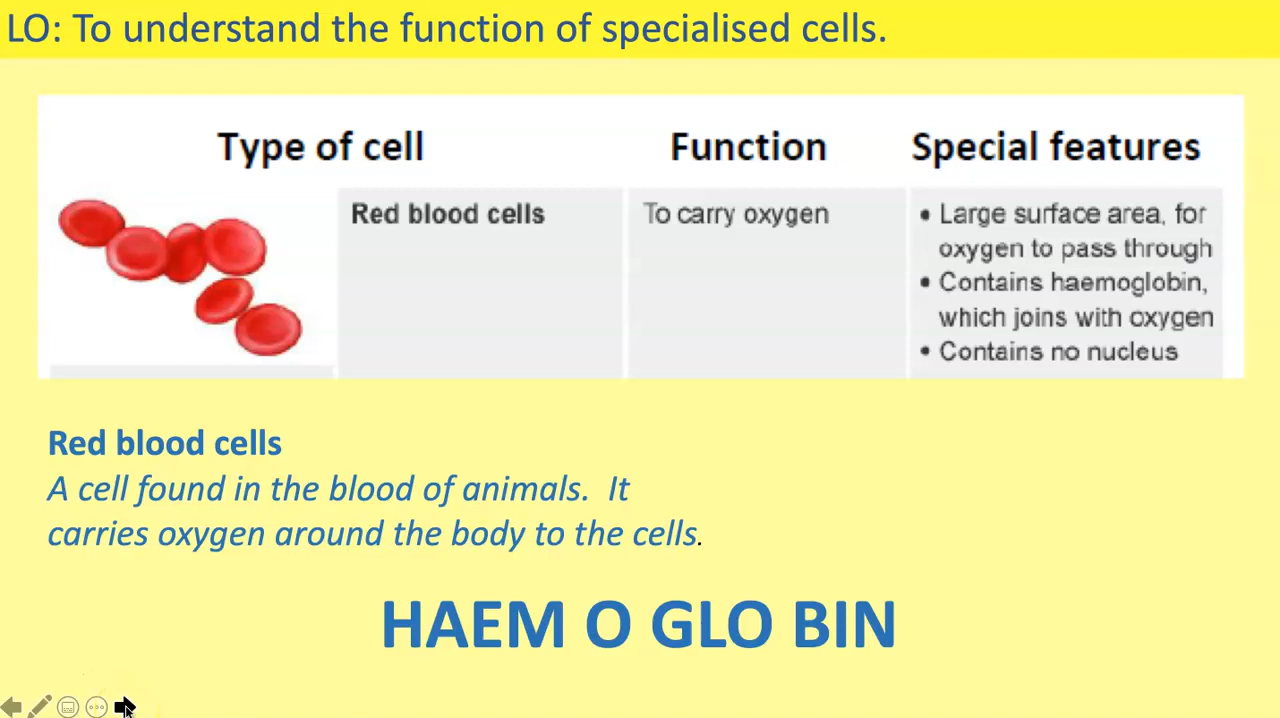 LO: To understand the function of specialised cells.
Type of cell Function Special features
Red blood cells To carry oxygen • Large surface area, for
oxygen to pass through
• Contains haemoglobin,
which joins with oxygen
• Contains no nucleus
Red blood cells
A cell found in the blood of animals. It
carries oxygen around the body to the cells.
HAEM O GLO BIN